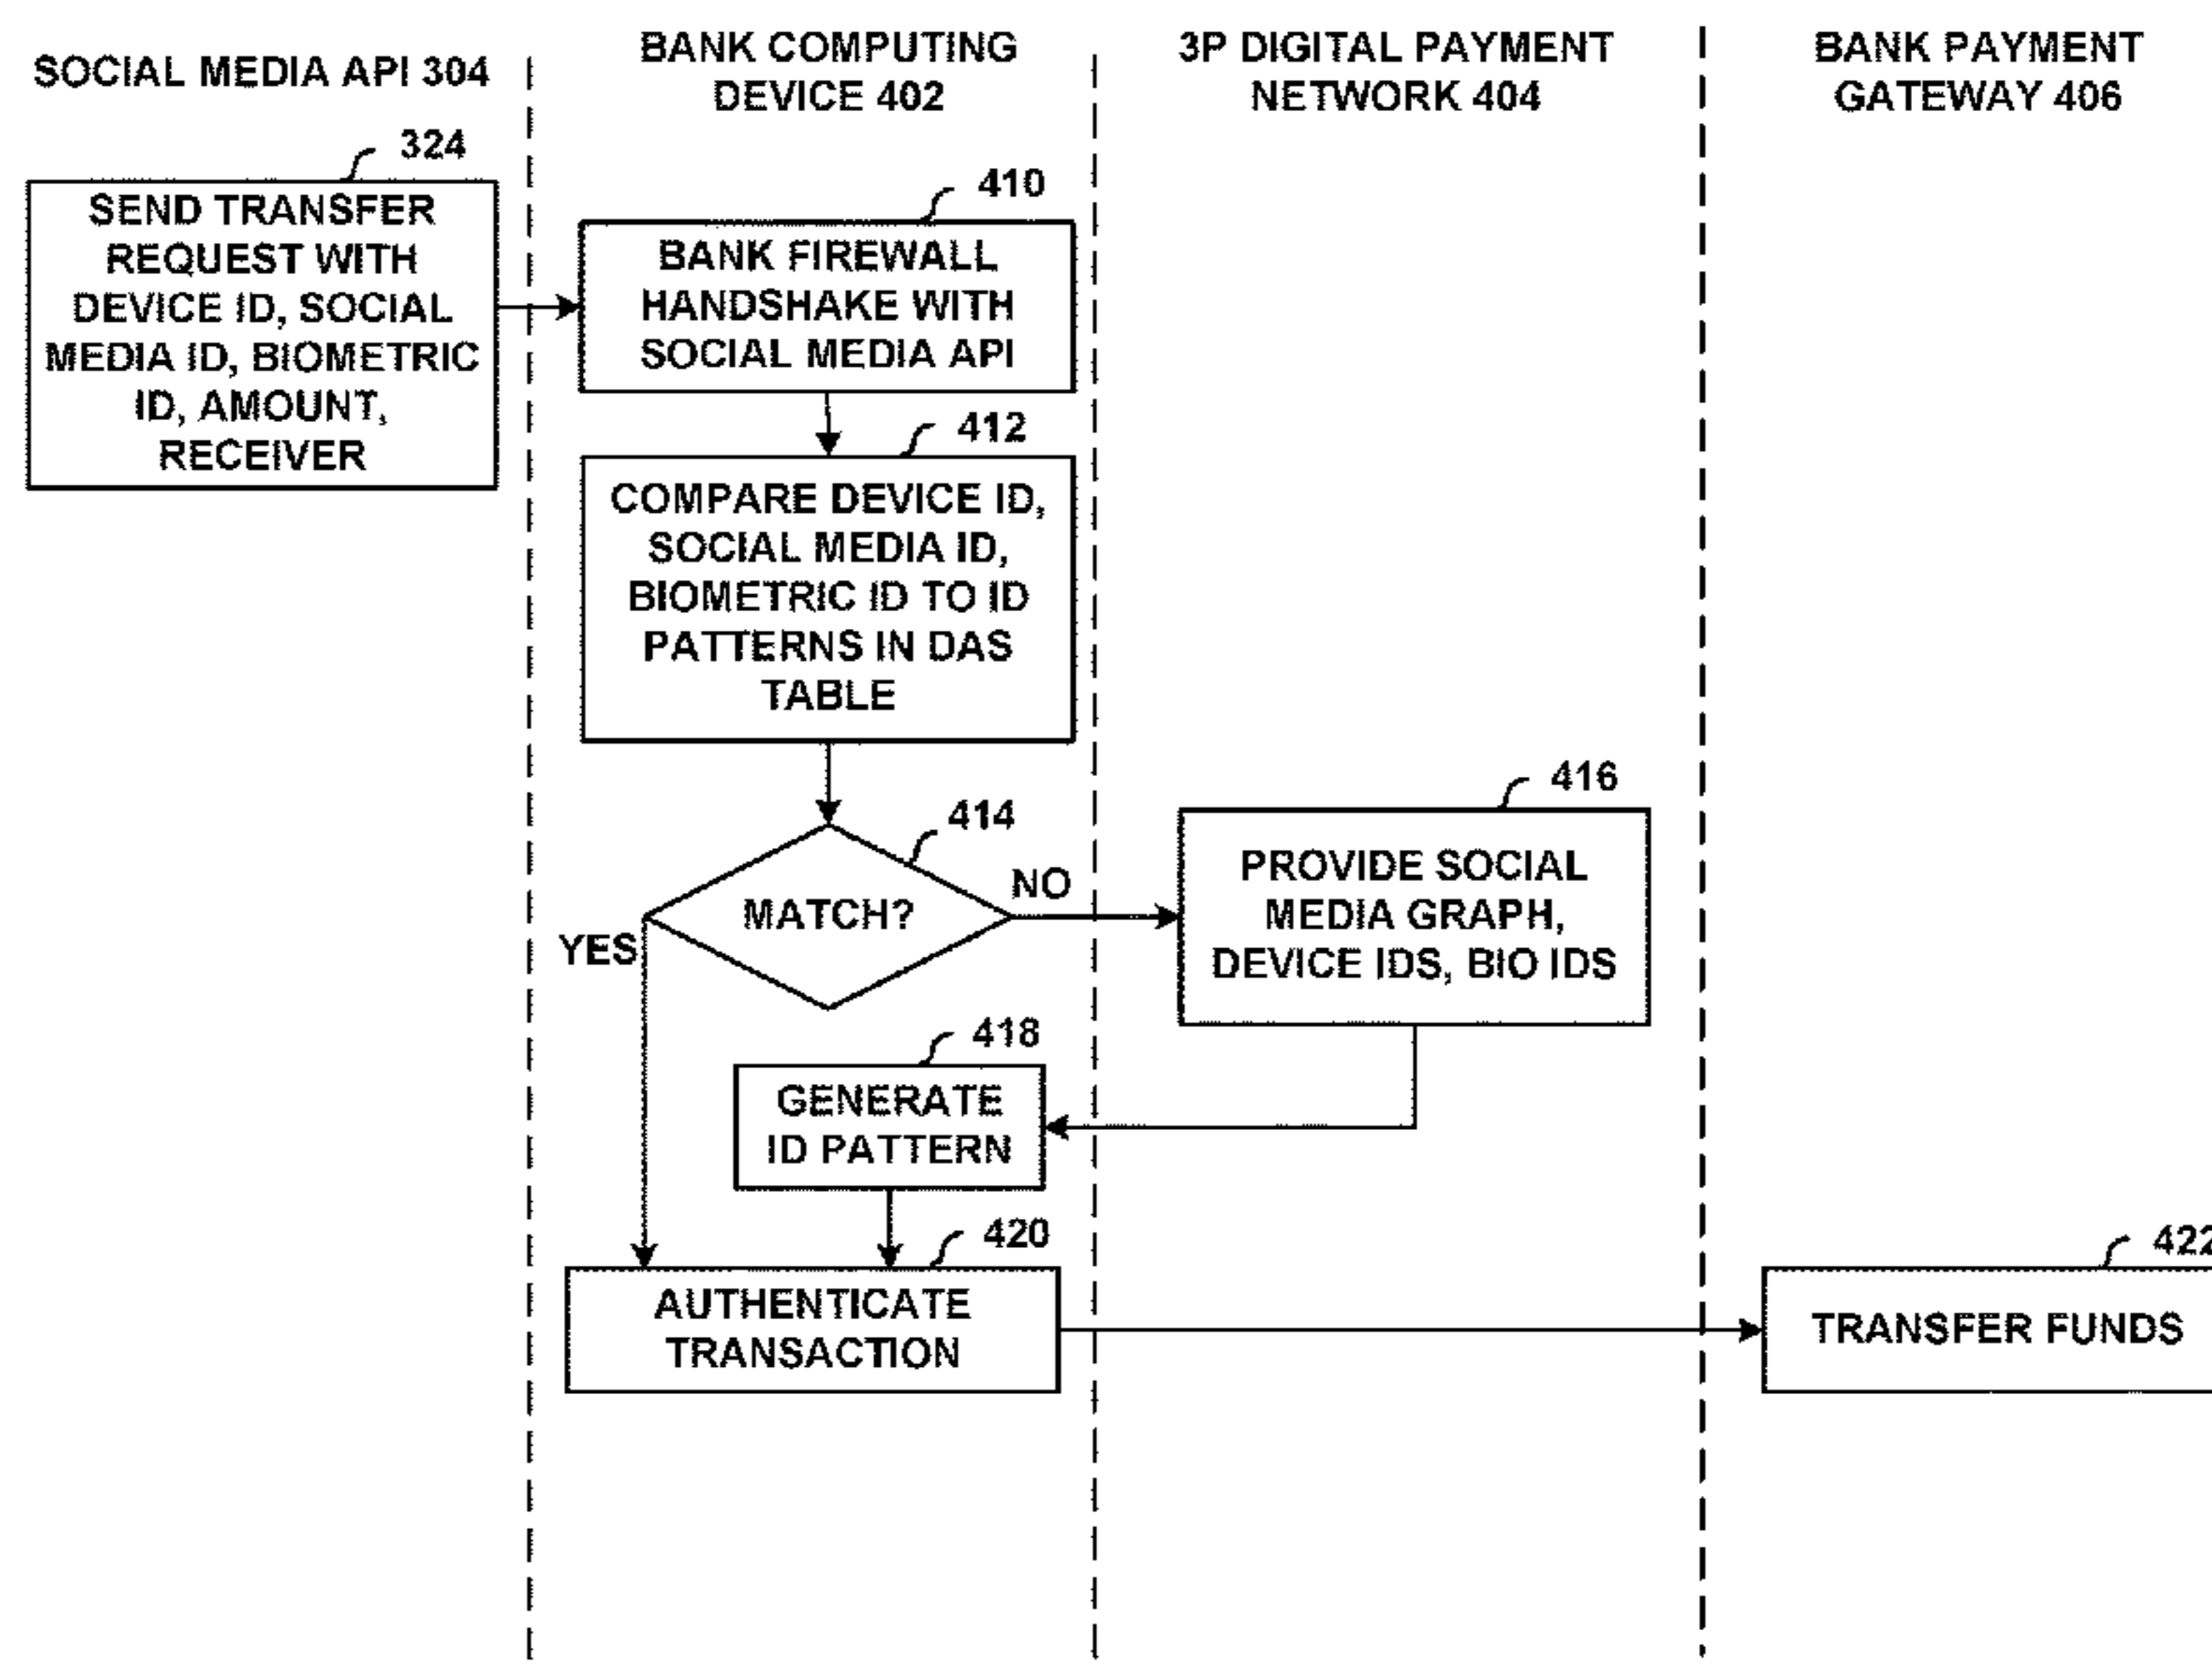 SOCIAL MEDIA API 304
BANK COMPUTING
DEVICE 402
3P DIGITAL PAYMENT
NETWORK 404
BANK PAYMENT
GATEWAY 406
324
SEND TRANSFER
REQUEST WITH
DEVICE ID, SOCIAL
MEDIA ID, BIOMETRIC
ID, AMOUNT,
RECEIVER
410
BANK FIREWALL
HANDSHAKE WITH
SOCIAL MEDIA API
412
COMPARE DEVICE ID,
SOCIAL MEDIA ID,
BIOMETRIC ID TO ID
PATTERNS IN DAS
TABLE
414
MATCH?
NO
YES
416
PROVIDE SOCIAL
MEDIA GRAPH,
DEVICE IDS, BIO IDS
418
GENERATE
ID PATTERN
420
AUTHENTICATE
TRANSACTION
422
TRANSFER FUNDS